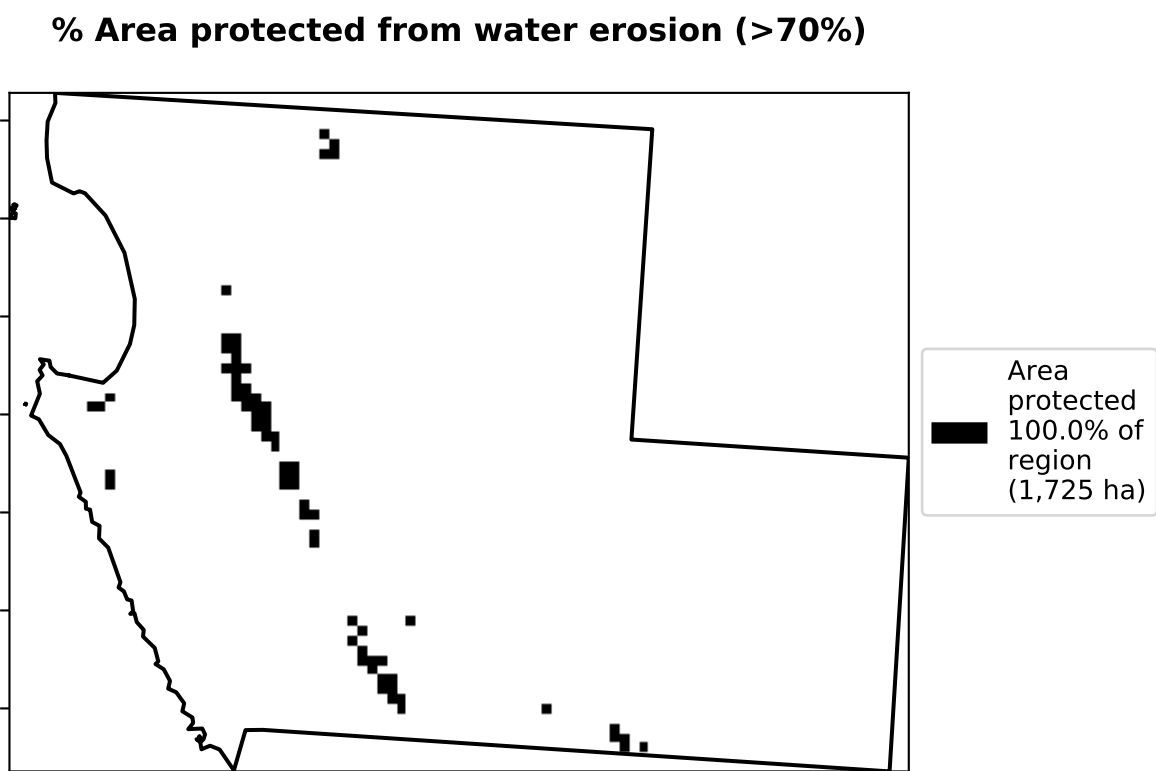 % Area protected from water erosion (>70%)
Area
protected
100.0% of
region
(1,725 ha)